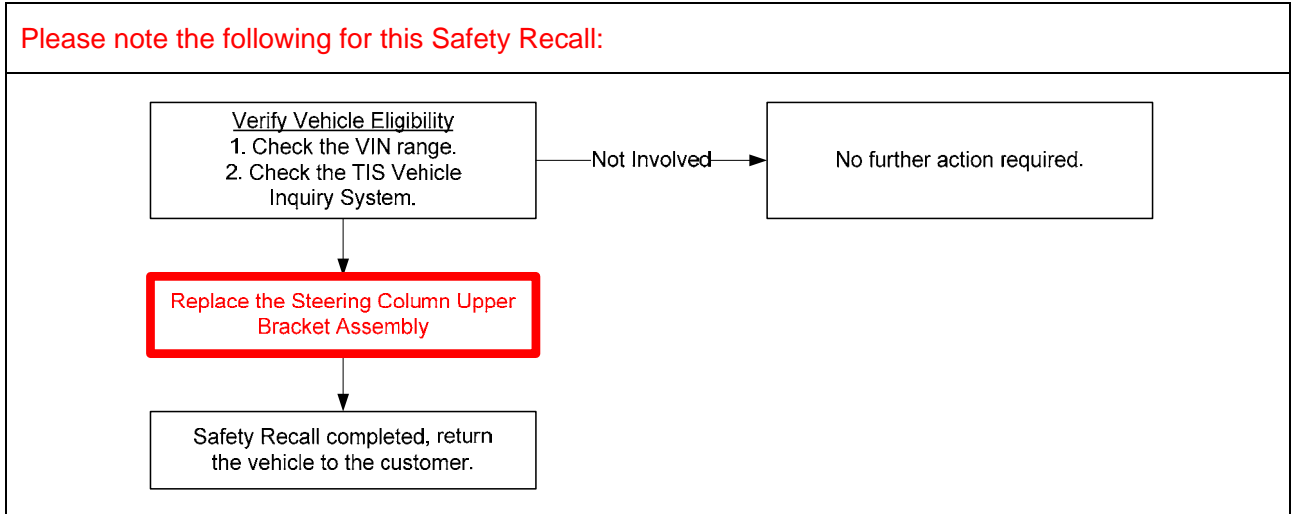 Please note the following for this Safety Recall:
Verify Vehicle Eligibility
1. Check the VIN range.
2. Check the TIS Vehicle
Inquiry System.
Not Involved
No further action required.
Replace the Steering Column Upper
Bracket Assembly
Safety Recall completed, return
the vehicle to the customer.